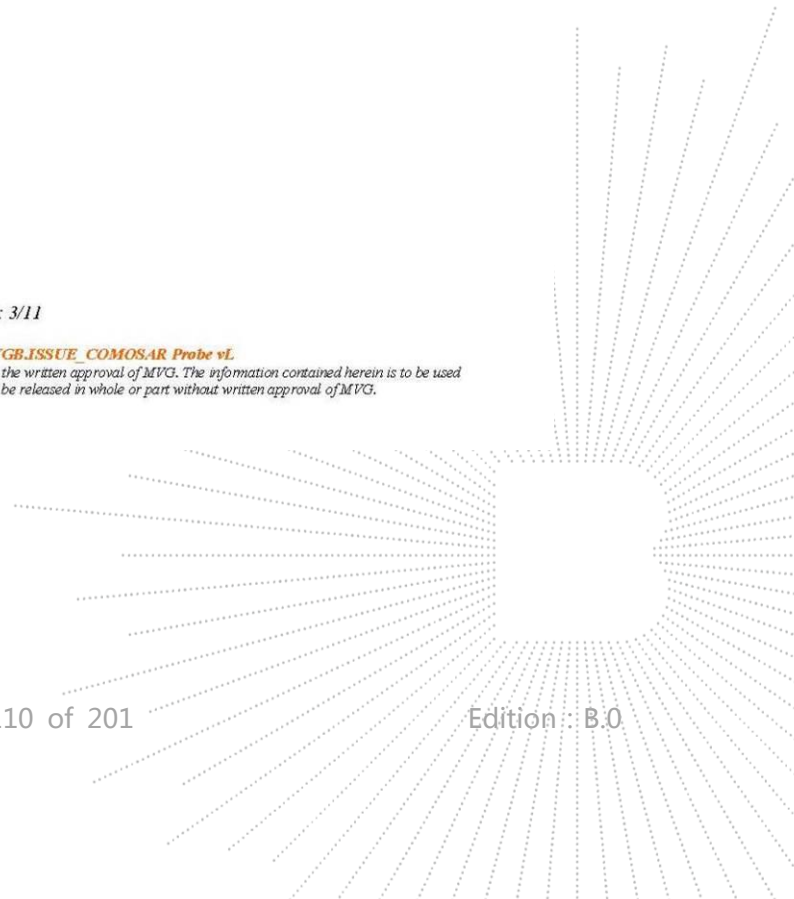 : 3/11
GB.ISSUE_COMOSAR Probe vL
the written approval of MVG. The information contained herein is to be used
be released in whole or part without written approval of MVG.
10 of 201
Edition : B.0